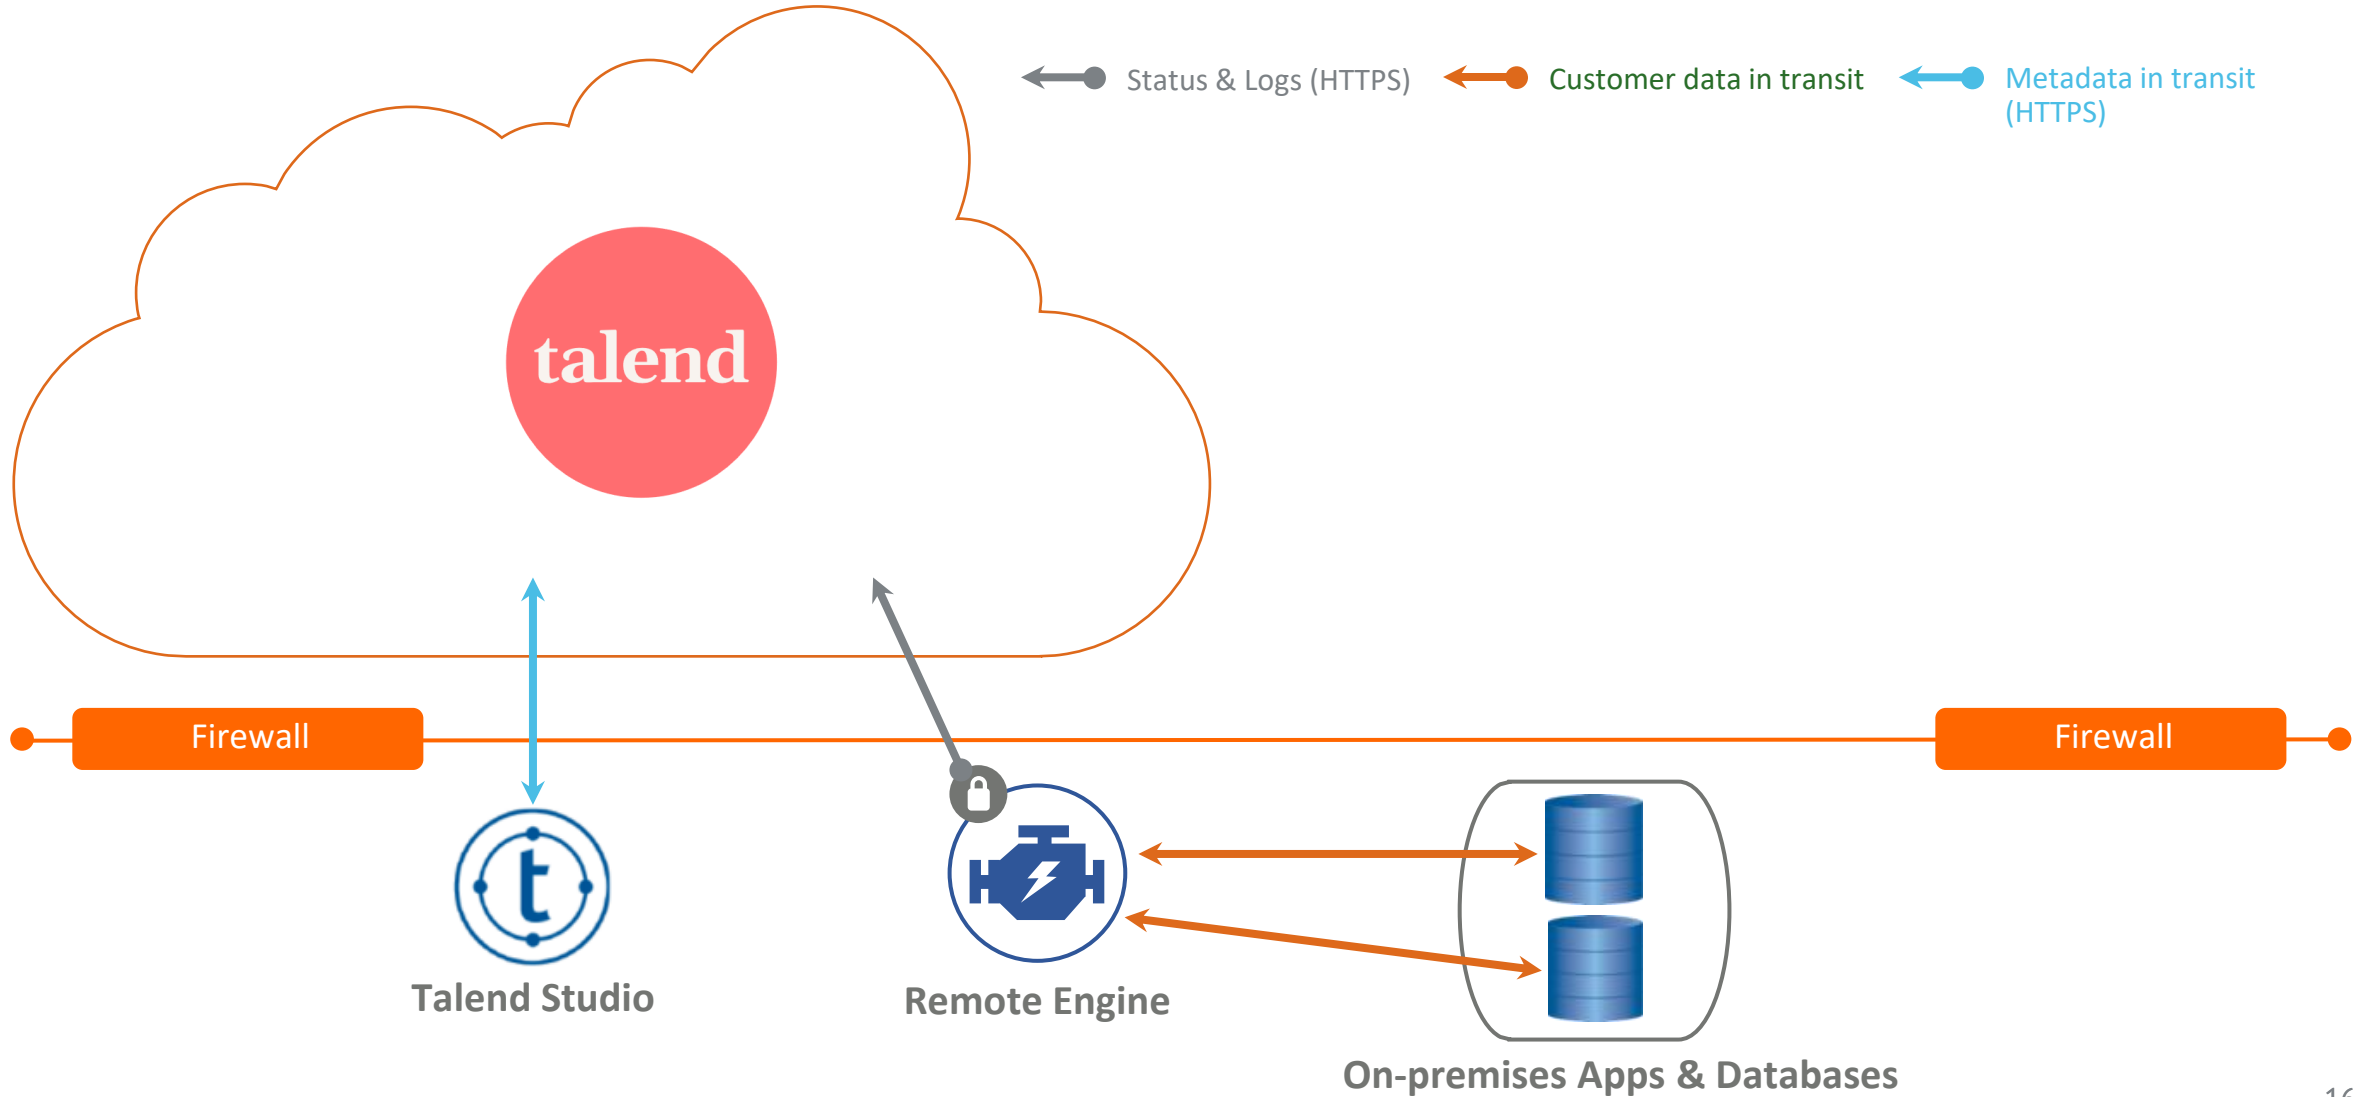 Status & Logs (HTTPS)
Customer data in transit
Metadata in transit
(HTTPS)
talend
Firewall
Firewall
Talend Studio
Remote Engine
On-premises Apps & Databases
16